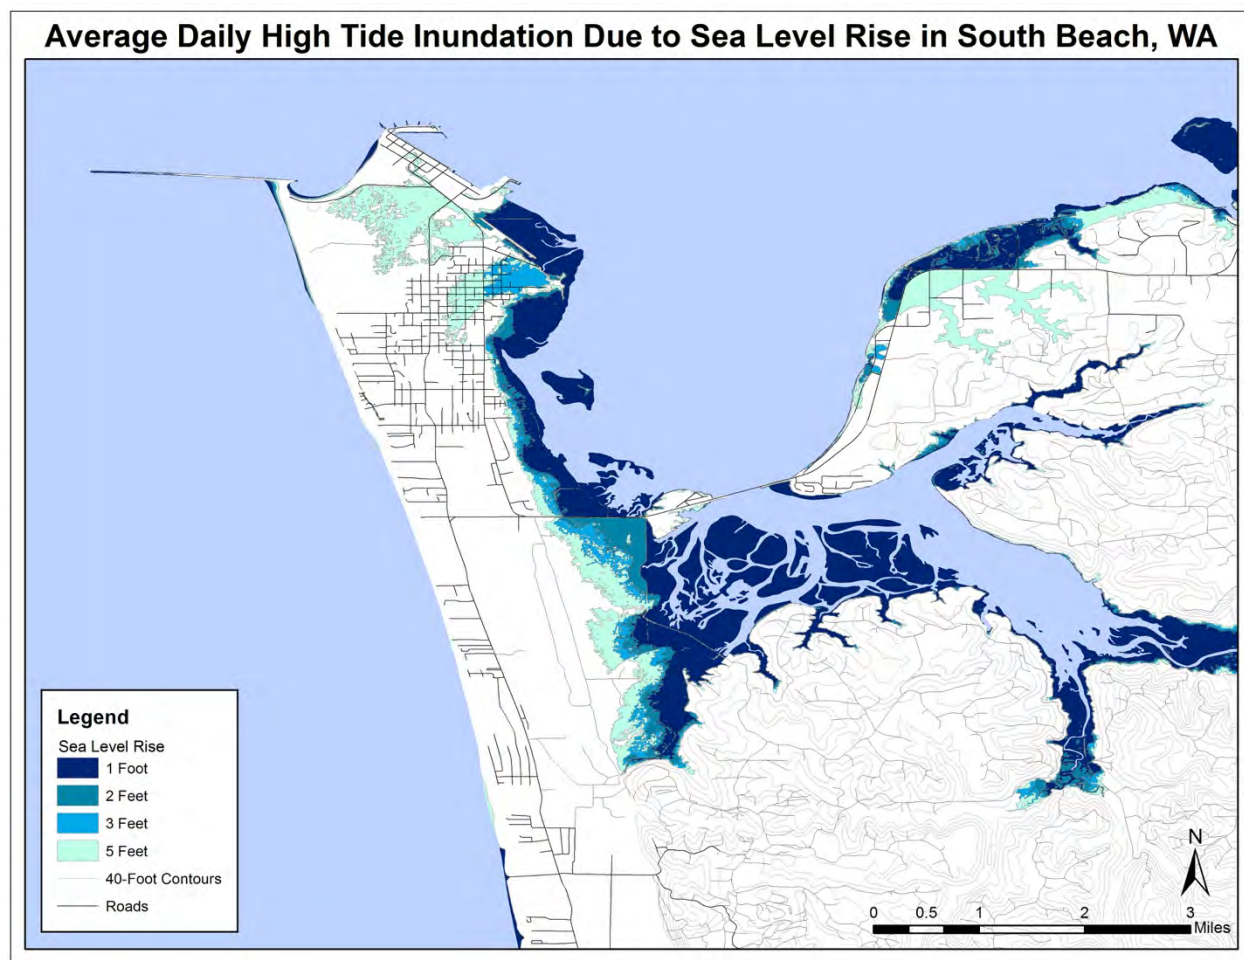 Average Daily High Tide Inundation Due to Sea Level Rise in South Beach, WA
Legend
Sea Level Rise
1 Foot
2 Feet
3 Feet
5 Feet
40-Foot Contours
Roads
N
0 0.5 1 2 3
Miles